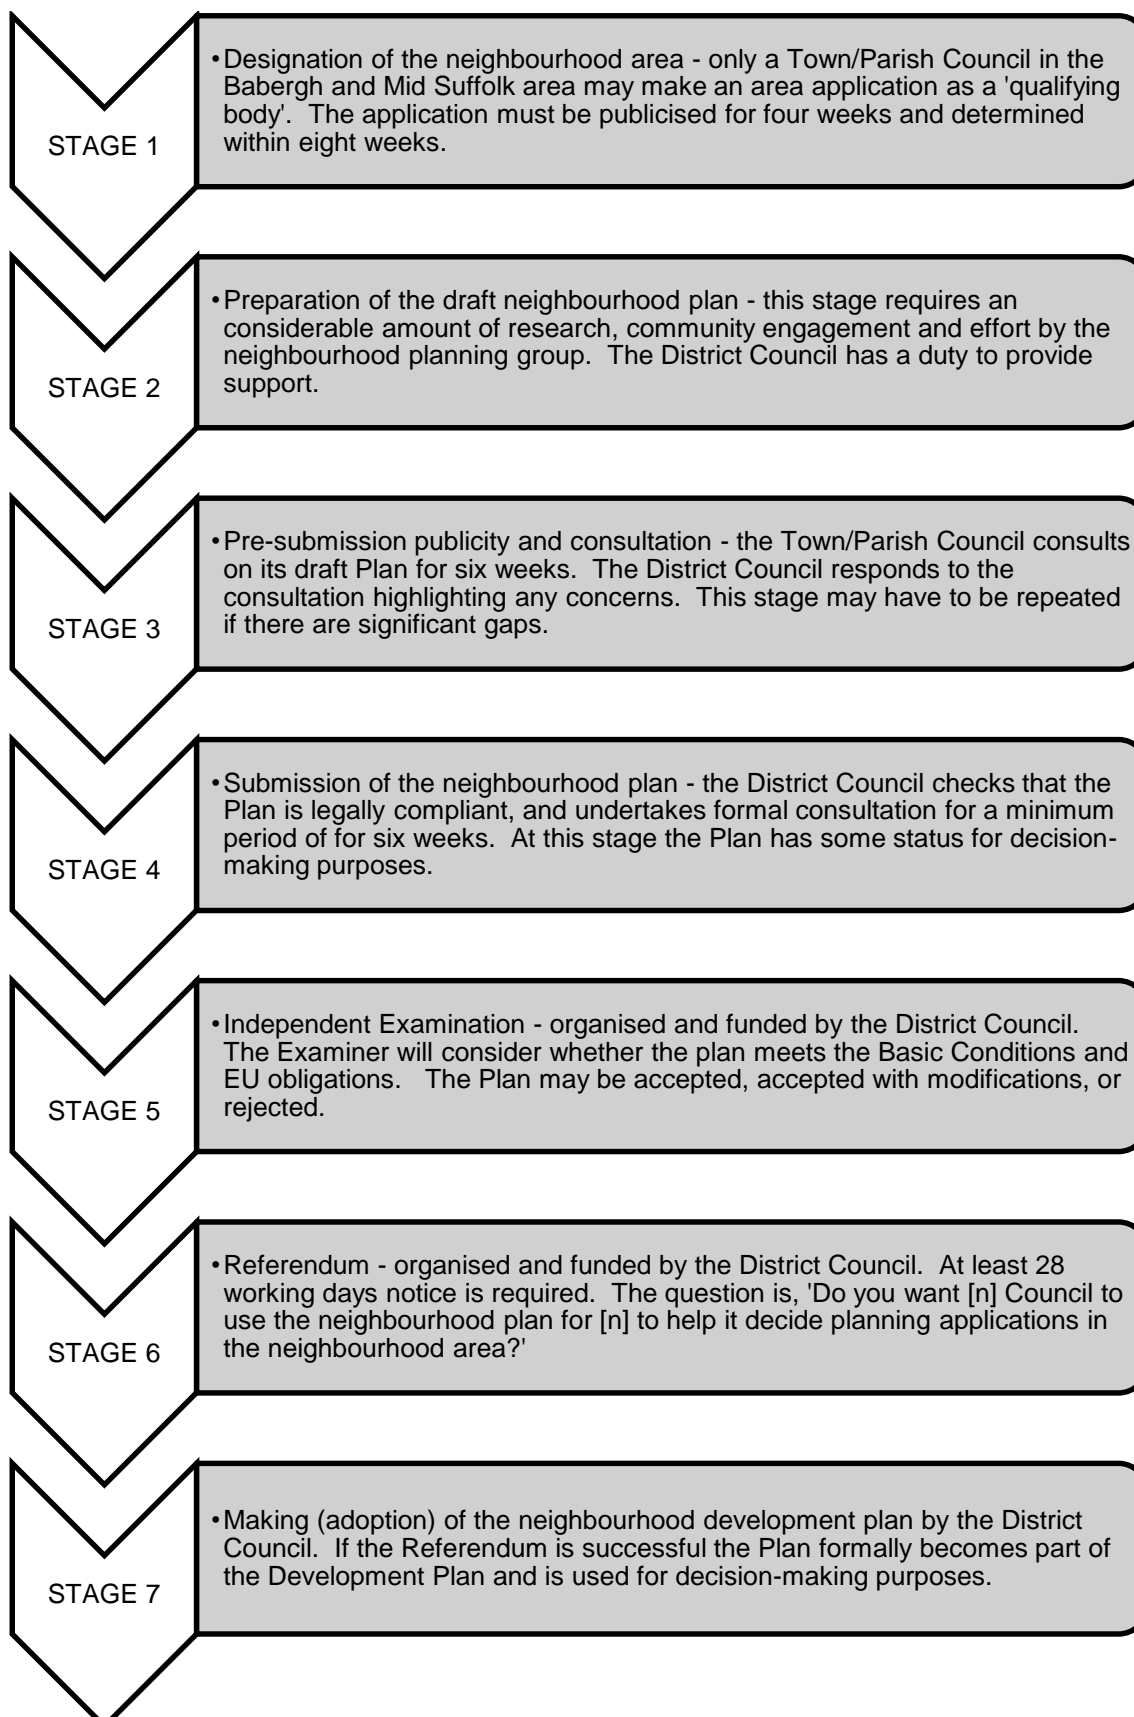 •Designation of the neighbourhood area - only a Town/Parish Council in the
Babergh and Mid Suffolk area may make an area application as a 'qualifying
body'.  The application must be publicised for four weeks and determined
within eight weeks.
STAGE 1
•Preparation of the draft neighbourhood plan - this stage requires an
considerable amount of research, community engagement and effort by the
neighbourhood planning group.  The District Council has a duty to provide
support.
STAGE 2
•Pre-submission publicity and consultation - the Town/Parish Council consults
on its draft Plan for six weeks.  The District Council responds to the
consultation highlighting any concerns.  This stage may have to be repeated
if there are significant gaps.
STAGE 3
•Submission of the neighbourhood plan - the District Council checks that the
Plan is legally compliant, and undertakes formal consultation for a minimum
period of for six weeks.  At this stage the Plan has some status for decision-
making purposes.
STAGE 4
•Independent Examination - organised and funded by the District Council.
The Examiner will consider whether the plan meets the Basic Conditions and
EU obligations.   The Plan may be accepted, accepted with modifications, or
rejected.
STAGE 5
•Referendum - organised and funded by the District Council.  At least 28
working days notice is required.  The question is, 'Do you want [n] Council to
use the neighbourhood plan for [n] to help it decide planning applications in
the neighbourhood area?'
STAGE 6
•Making (adoption) of the neighbourhood development plan by the District
Council.  If the Referendum is successful the Plan formally becomes part of
the Development Plan and is used for decision-making purposes.
STAGE 7